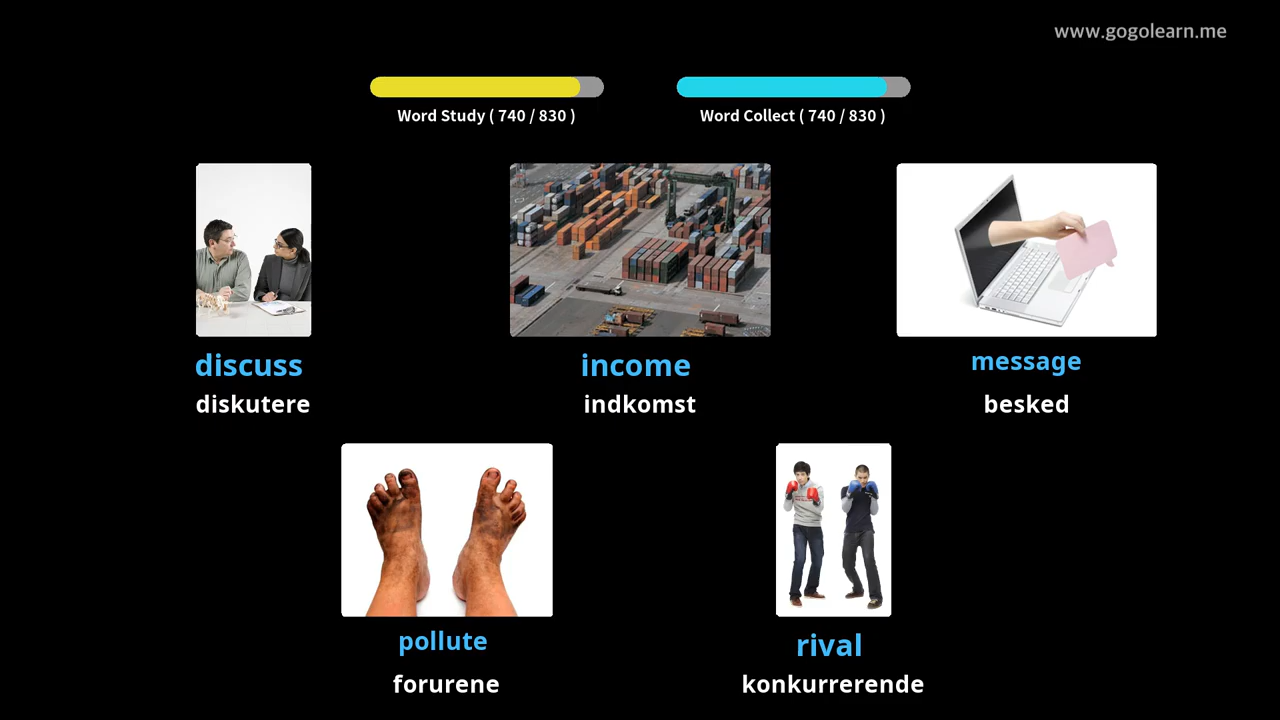 www.gogolearn.me
Word Study ( 740 / 830 )
Word Collect ( 740 / 830 )
discuss
diskutere
income
indkomst
message
besked
pollute
forurene
rival
konkurrerende